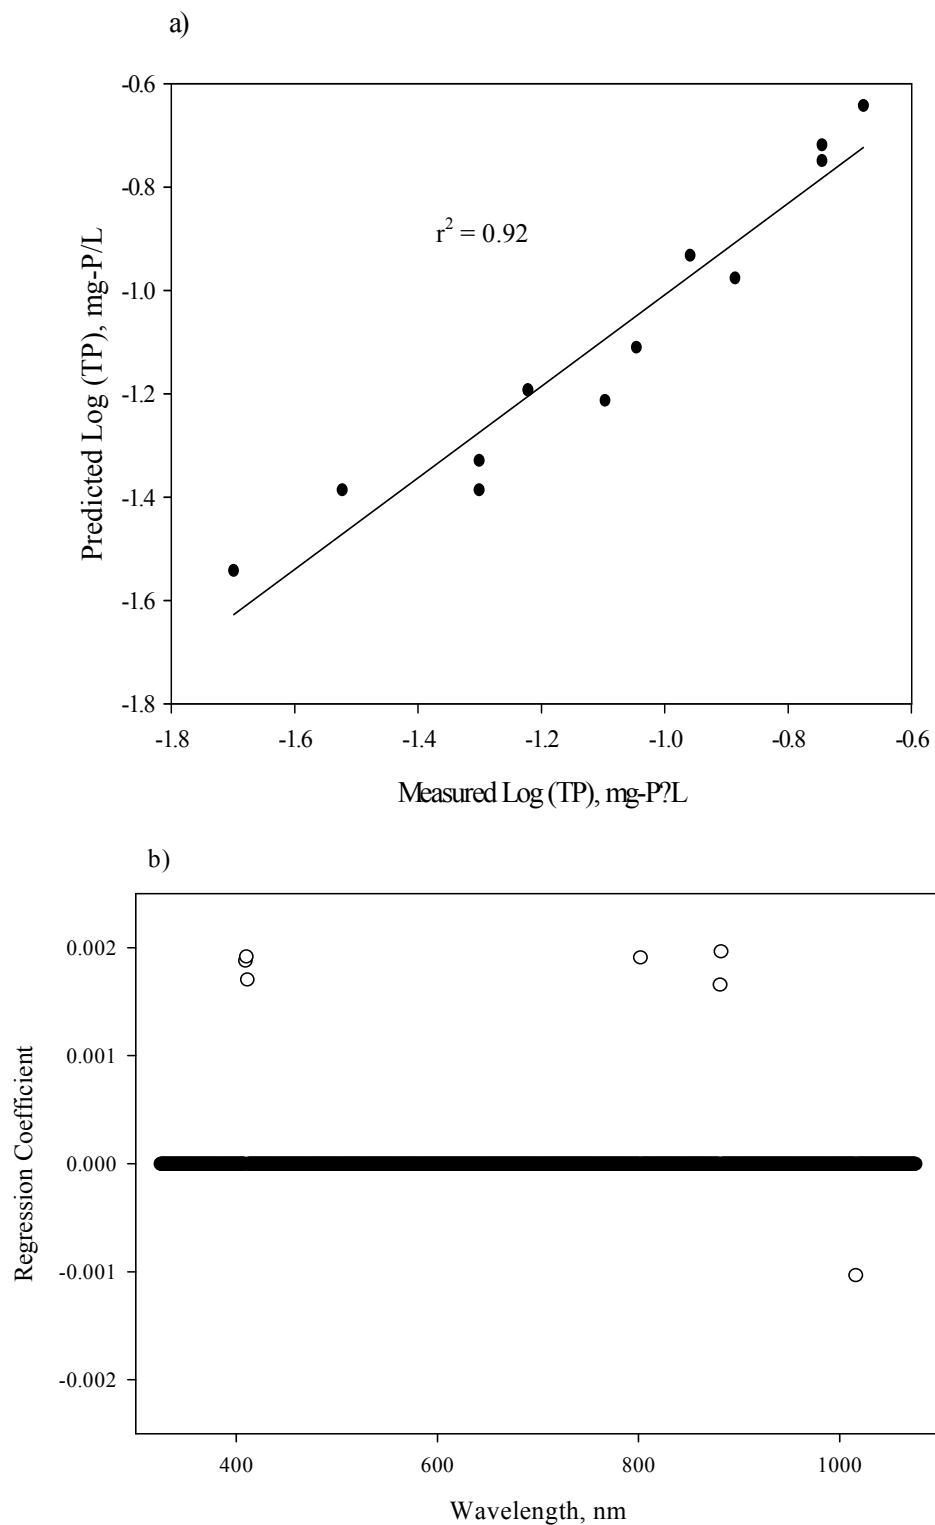 a)
-0.6
-0.8
-1.0
-1.2
-1.4
-1.6
-1.8
Predicted Log (TP), mg-P/L
r² = 0.92
-1.8 -1.6 -1.4 -1.2 -1.0 -0.8 -0.6
Measured Log (TP), mg-P?L
b)
0.002
0.001
0.000
-0.001
-0.002
Regression Coefficient
400 600 800 1000
Wavelength, nm